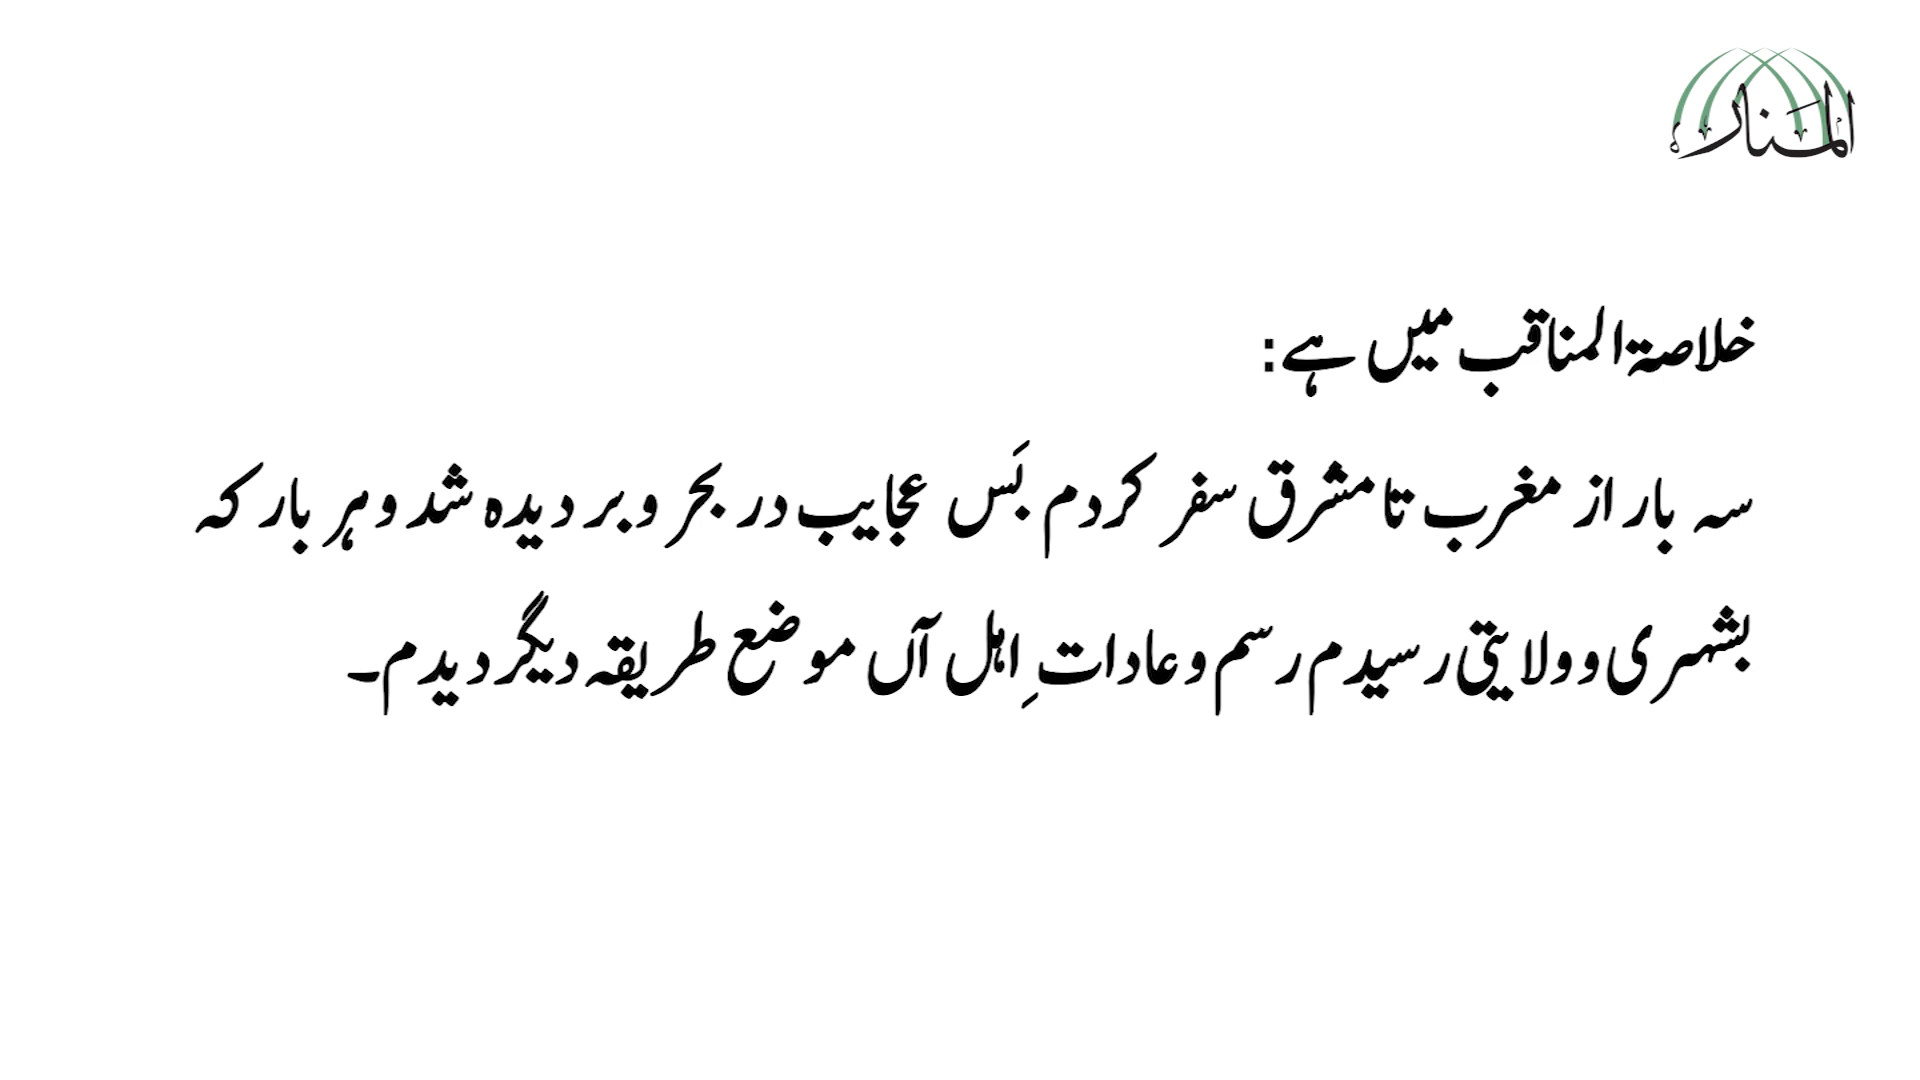 المنار
خلاصۃ المناقب میں ہے:
سہ بار از مغرب تا مشرق سفر کردم بَس عجایب در بحر و بر دیدہ شد و ہر بار کہ
بشہری و ولایتی رسیدم رسم و عاداتِ اہل آں موضع طریقہ دیگر دیدم۔